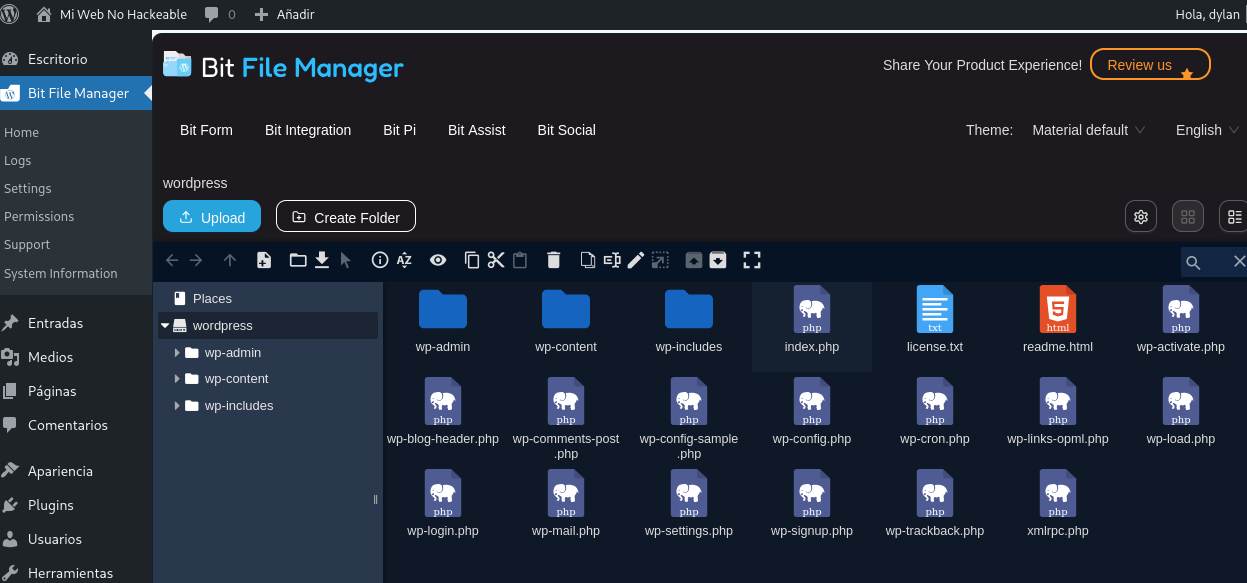 Mi Web No Hackeable 0 Añadir Hola, dylan
Escritorio
Bit File Manager
Home
Logs
Settings
Permissions
Support
System Information
Entradas
Medios
Páginas
Comentarios
Apariencia
Plugins
Usuarios
Herramientas
Bit File Manager
Share Your Product Experience! Review us
Bit Form Bit Integration Bit Pi Bit Assist Bit Social
Theme: Material default English
wordpress
Upload Create Folder
Places
wordpress
wp-admin
wp-content
wp-includes
php txt html php
wp-admin wp-content wp-includes index.php license.txt readme.html wp-activate.php
php php php php php php php
wp-blog-header.php wp-comments-post wp-config-sample wp-config.php wp-cron.php wp-links-opml.php wp-load.php
.php .php
php php php php php php
wp-login.php wp-mail.php wp-settings.php wp-signup.php wp-trackback.php xmlrpc.php